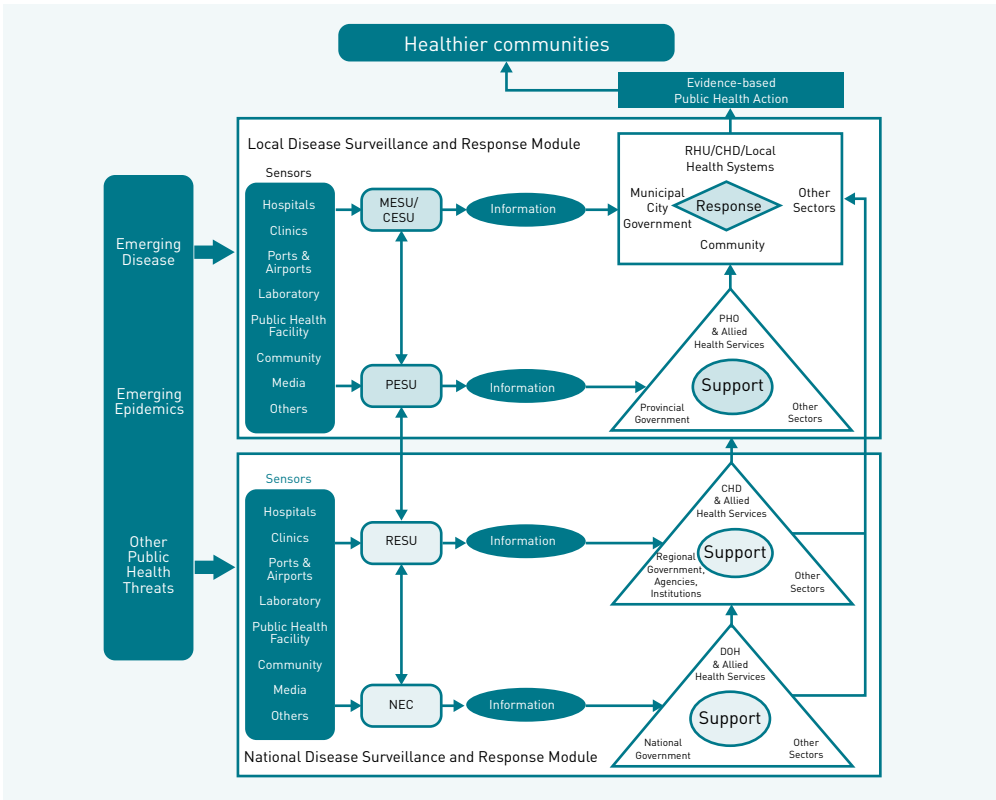 Healthier communities
Evidence-based
Public Health Action
Local Disease Surveillance and Response Module
Emerging
Disease
Emerging
Epidemics
Other
Public
Health
Threats
Sensors
Hospitals
Clinics
Ports &
Airports
Laboratory
Public Health
Facility
Community
Media
Others
MESU/
CESU
Information
RHU/CHD/Local
Health Systems
Municipal
City
Government
Response
Other
Sectors
Community
PESU
Information
PHO
& Allied
Health Services
Support
Provincial
Government
Other
Sectors
Sensors
Hospitals
Clinics
Ports &
Airports
Laboratory
Public Health
Facility
Community
Media
Others
RESU
Information
CHD
& Allied
Health Services
Support
Regional
Government,
Agencies,
Institutions
Other
Sectors
NEC
Information
DOH
& Allied
Health Services
Support
National
Government
Other
Sectors
National Disease Surveillance and Response Module